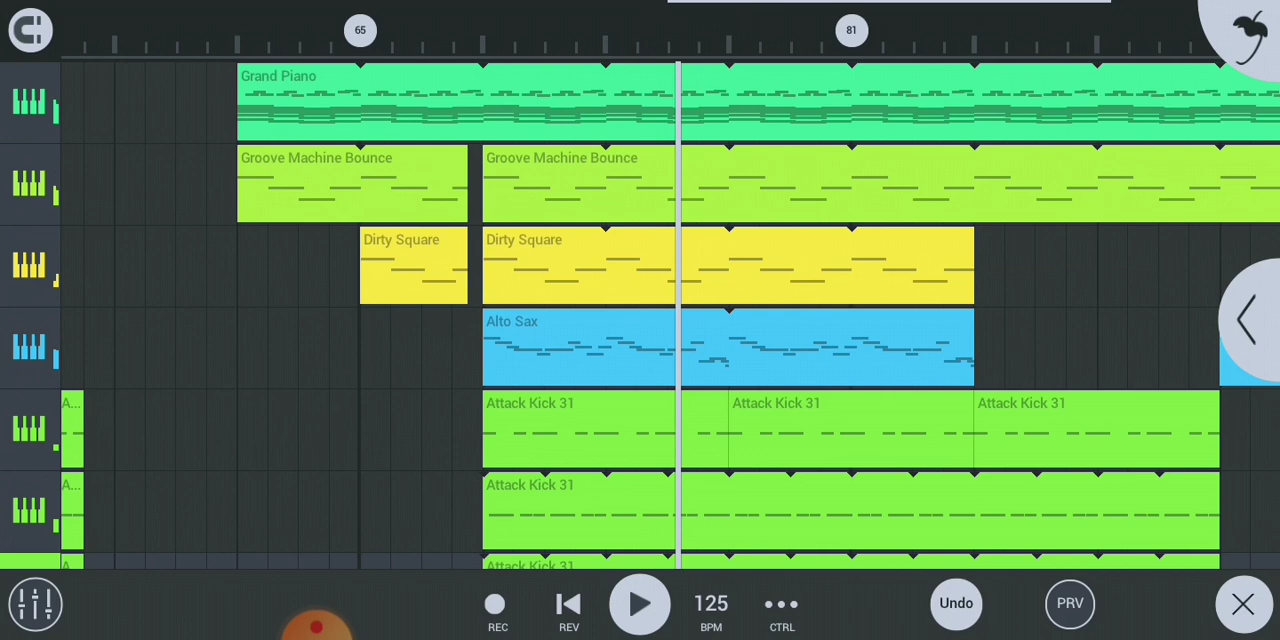 65
81
Grand Piano
Groove Machine Bounce
Groove Machine Bounce
Dirty Square
Dirty Square
Alto Sax
A...
Attack Kick 31
Attack Kick 31
Attack Kick 31
A...
Attack Kick 31
A
Attack Kick 31
125
Undo
PRV
REC
REV
BPM
CTRL